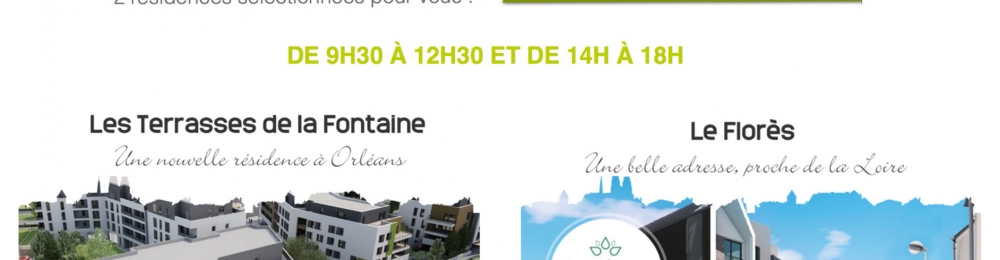 2 résidences sélectionnées pour vous :
DE 9H30 À 12H30 ET DE 14H À 18H
Les Terrasses de la Fontaine
Une nouvelle résidence à Orléans
Le Florès
Une belle adresse, proche de la Loire